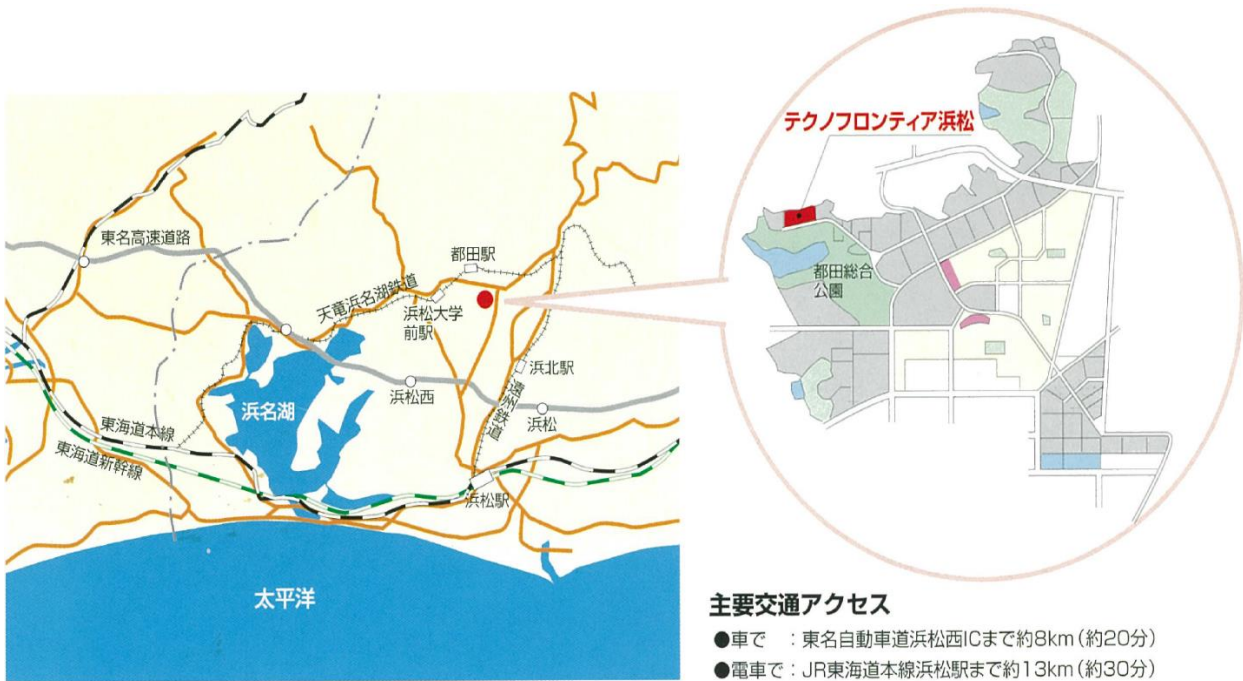 テクノフロンティア浜松
都田総合
公園
東名高速道路
都田駅
天竜浜名湖鉄道
浜松大学
前駅
浜北駅
浜松西
遠州鉄道
浜松
浜名湖
東海道本線
東海道新幹線
浜松駅
太平洋
主要交通アクセス
●車で :東名自動車道浜松西ICまで約8km(約20分)
●電車で:JR東海道本線浜松駅まで約13km(約30分)